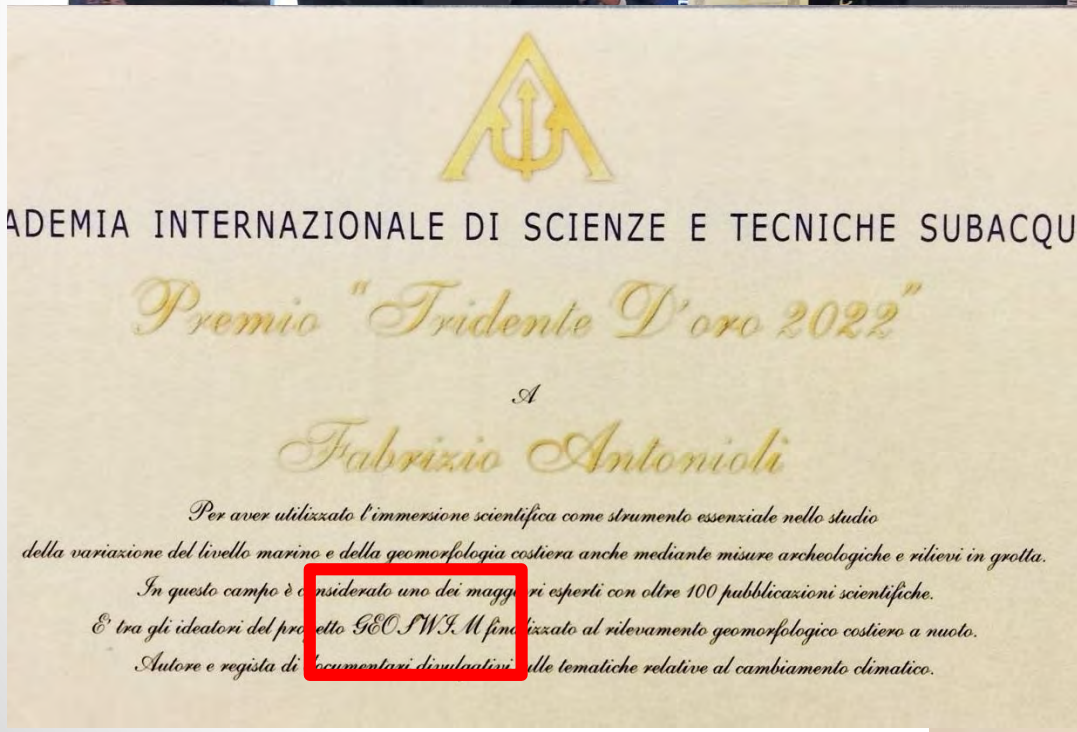 ADEMIA INTERNAZIONALE DI SCIENZE E TECNICHE SUBACQU
Premio "Tridente D'oro 2022"
A
Fabrizio Antonioli
Per aver utilizzato l'immersione scientifica come strumento essenziale nello studio
della variazione del livello marino e della geomorfologia costiera anche mediante misure archeologiche e rilievi in grotta.
In questo campo è considerato uno dei maggiori esperti con oltre 100 pubblicazioni scientifiche.
E' tra gli ideatori del progetto GEOSWIM finalizzato al rilevamento geomorfologico costiero a nuoto.
Autore e regista di documentari divulgativi sulle tematiche relative al cambiamento climatico.